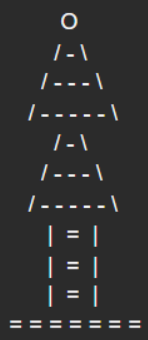 O
/ - \
/ - - - \
/ - - - - - \
/ - \
/ - - - \
/ - - - - - \
| = |
| = |
| = |
= = = = = = =